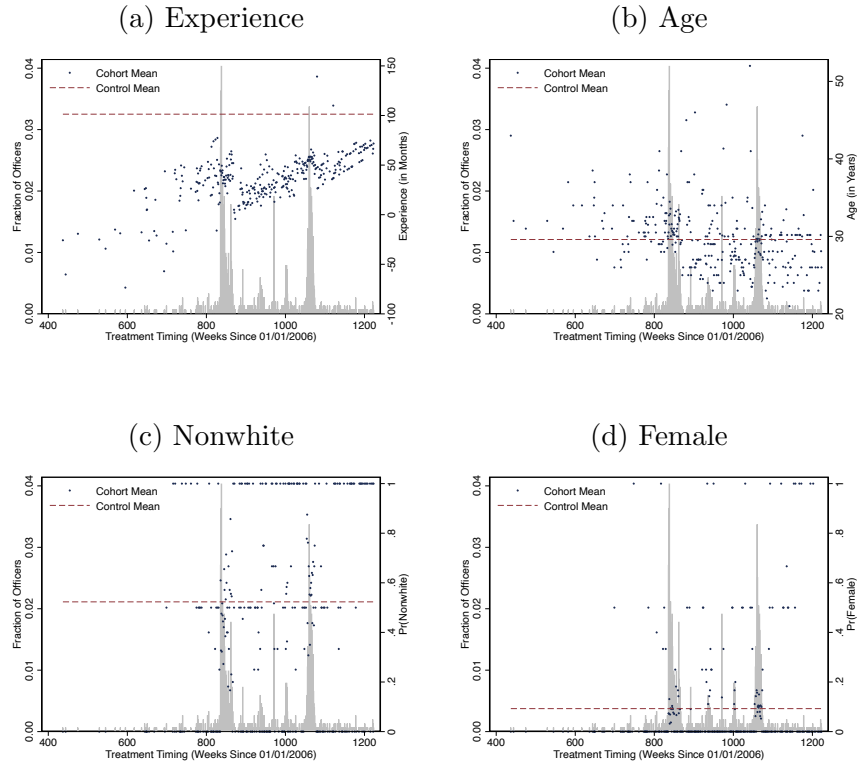 (a) Experience
Cohort Mean
Control Mean
Fraction of Officers
0.00 0.01 0.02 0.03 0.04
Experience (in Months)
-100 -50 0 50 100 150
400 600 800 1000 1200
Treatment Timing (Weeks Since 01/01/2006)
(b) Age
Cohort Mean
Control Mean
Fraction of Officers
0.00 0.01 0.02 0.03 0.04
Age (in Years)
20 30 40 50
400 600 800 1000 1200
Treatment Timing (Weeks Since 01/01/2006)
(c) Nonwhite
Cohort Mean
Control Mean
Fraction of Officers
0.00 0.01 0.02 0.03 0.04
Pr(Nonwhite)
0 .2 .4 .6 .8 1
400 600 800 1000 1200
Treatment Timing (Weeks Since 01/01/2006)
(d) Female
Cohort Mean
Control Mean
Fraction of Officers
0.00 0.01 0.02 0.03 0.04
Pr(Female)
0 .2 .4 .6 .8 1
400 600 800 1000 1200
Treatment Timing (Weeks Since 01/01/2006)